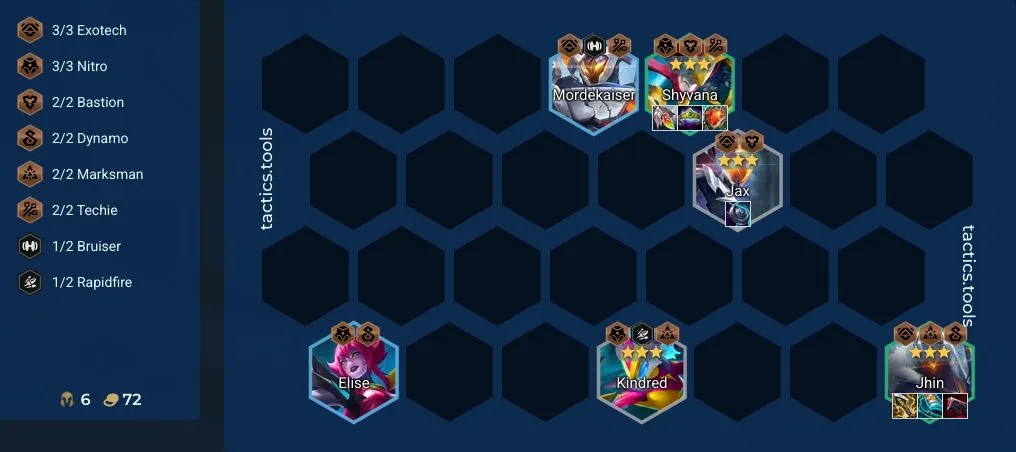 3/3 Exotech
3/3 Nitro
2/2 Bastion
2/2 Dynamo
2/2 Marksman
2/2 Techie
1/2 Bruiser
1/2 Rapidfire
6 72
tactics.tools
Mordekaiser
Shyvana
Jax
tactics.tools
Elise
Kindred
Jhin